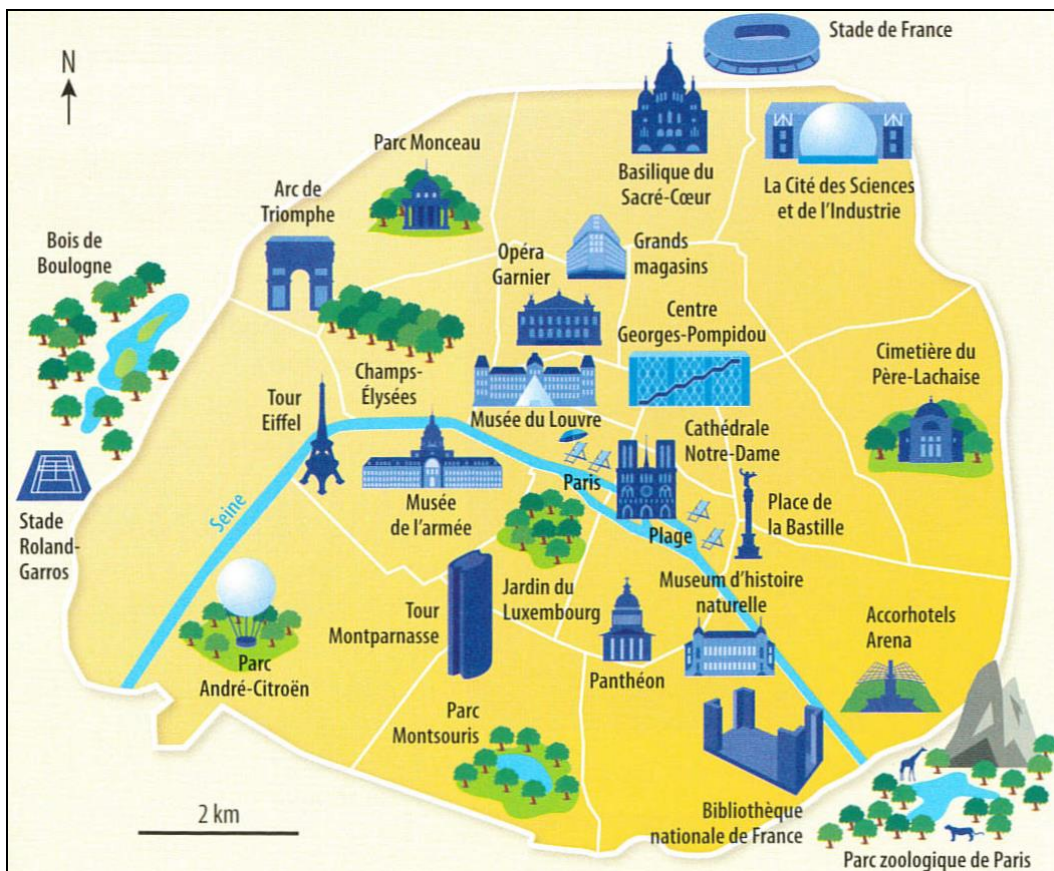 Stade de France
N
Parc Monceau
Basilique du
Sacré-Cœur
La Cité des Sciences
et de l'Industrie
Arc de
Triomphe
Bois de
Boulogne
Opéra
Garnier
Grands
magasins
Centre
Georges-Pompidou
Cimetière du
Père-Lachaise
Champs-
Élysées
Tour
Eiffel
Musée du Louvre
Cathédrale
Notre-Dame
Musée
de l'armée
Paris
Plage
Place de
la Bastille
Seine
Stade
Roland-
Garros
Jardin du
Luxembourg
Museum d'histoire
naturelle
Tour
Montparnasse
Accorhotels
Arena
Parc
André-Citroën
Panthéon
Parc
Montsouris
2 km
Bibliothèque
nationale de France
Parc zoologique de Paris